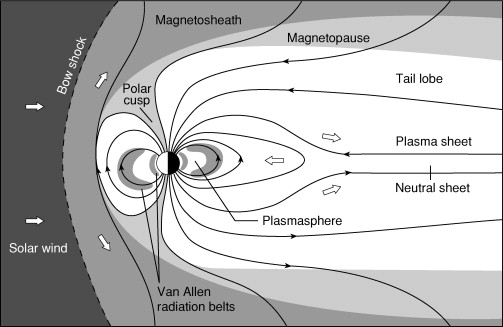 Magnetosheath
Magnetopause
Bow shock
Tail lobe
Polar
cusp
Plasma sheet
Neutral sheet
Plasmasphere
Solar wind
Van Allen
radiation belts